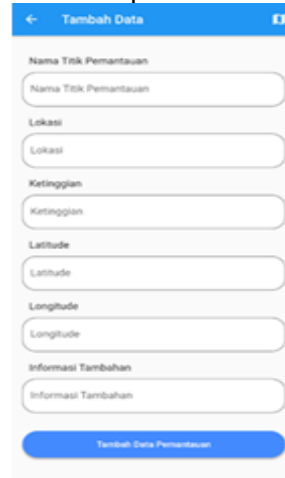 Tambah Data
Nama Titik Pemantauan
Nama Titik Pemantauan
Lokasi
Lokasi
Ketinggian
Ketinggian
Latitude
Latitude
Longitude
Longitude
Informasi Tambahan
Informasi Tambahan
Tambah Data Pemantauan